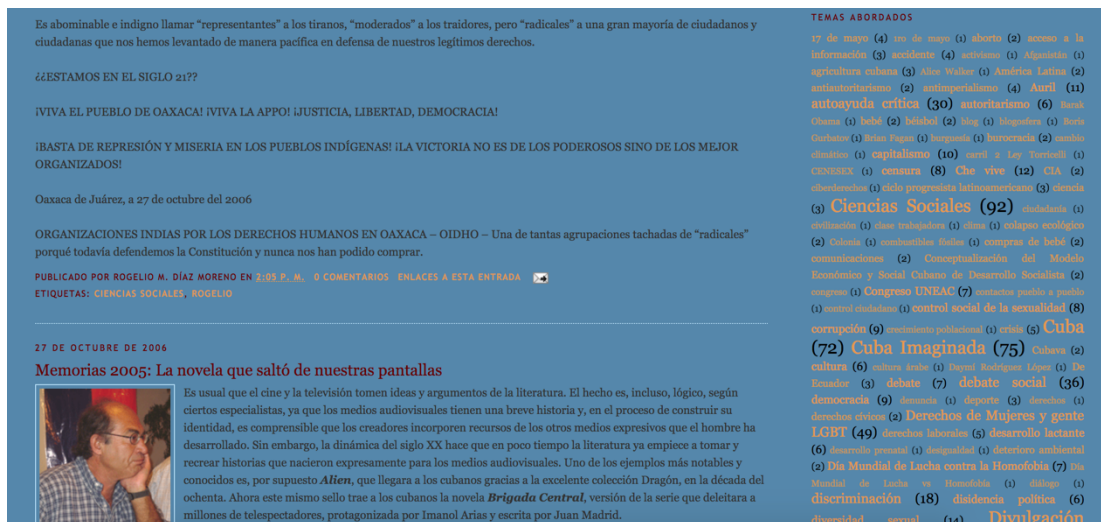 Es abominable e indigno llamar “representantes” a los tiranos, “moderados” a los traidores, pero “radicales” a una gran mayoría de ciudadanos y
ciudadanas que nos hemos levantado de manera pacífica en defensa de nuestros legítimos derechos.
¿¿ESTAMOS EN EL SIGLO 21??
¡VIVA EL PUEBLO DE OAXACA! ¡VIVA LA APPO! ¡JUSTICIA, LIBERTAD, DEMOCRACIA!
¡BASTA DE REPRESIÓN Y MISERIA EN LOS PUEBLOS INDÍGENAS! ¡LA VICTORIA NO ES DE LOS PODEROSOS SINO DE LOS MEJOR
ORGANIZADOS!
Oaxaca de Juárez, a 27 de octubre del 2006
ORGANIZACIONES INDIAS POR LOS DERECHOS HUMANOS EN OAXACA – OIDHO – Una de tantas agrupaciones tachadas de “radicales”
porqué todavía defendemos la Constitución y nunca nos han podido comprar.
PUBLICADO POR ROGELIO M. DÍAZ MORENO EN 2:05 P. M. 0 COMENTARIOS ENLACES A ESTA ENTRADA
ETIQUETAS: CIENCIAS SOCIALES, ROGELIO
27 DE OCTUBRE DE 2006
Memorias 2005: La novela que saltó de nuestras pantallas
Es usual que el cine y la televisión tomen ideas y argumentos de la literatura. El hecho es, incluso, lógico, según
ciertos especialistas, ya que los medios audiovisuales tienen una breve historia y, en el proceso de construir su
identidad, es comprensible que los creadores incorporen recursos de los otros medios expresivos que el hombre ha
desarrollado. Sin embargo, la dinámica del siglo XX hace que en poco tiempo la literatura ya empiece a tomar y
recrear historias que nacieron expresamente para los medios audiovisuales. Uno de los ejemplos más notables y
conocidos es, por supuesto Alien, que llegara a los cubanos gracias a la excelente colección Dragón, en la década del
ochenta. Ahora este mismo sello trae a los cubanos la novela Brigada Central, versión de la serie que deleitara a
millones de telespectadores, protagonizada por Imanol Arias y escrita por Juan Madrid.
TEMAS ABORDADOS
17 de mayo (4) 1ro de mayo (1) aborto (2) acceso a la
información (3) accidente (4) activismo (1) Afganistán (1)
agricultura cubana (3) Alice Walker (1) América Latina (2)
antiautoritarismo (2) antimperialismo (4) Auril (11)
autoayuda crítica (30) autoritarismo (6) Barak
Obama (1) bebé (2) béisbol (2) blog (1) blogosfera (1) Boris
Gurbatov (1) Brian Fagan (1) burguesía (1) burocracia (2) cambio
climático (1) capitalismo (10) carril 2 Ley Torricelli (1)
CENESEX (1) censura (8) Che vive (12) CIA (2)
ciberderechos (1) ciclo progresista latinoamericano (3) ciencia
(3) Ciencias Sociales (92) ciudadanía (1)
civilización (1) clase trabajadora (1) clima (1) colapso ecológico
(2) Colonia (1) combustibles fósiles (1) compras de bebé (2)
comunicaciones (2) Conceptualización del Modelo
Económico y Social Cubano de Desarrollo Socialista (2)
congreso (1) Congreso UNEAC (7) contactos pueblo a pueblo
(1) control ciudadano (1) control social de la sexualidad (8)
corrupción (9) crecimiento poblacional (1) crisis (5) Cuba
(72) Cuba Imaginada (75) Cubava (2)
cultura (6) cultura árabe (1) Daymi Rodríguez López (1) De
Ecuador (3) debate (7) debate social (36)
democracia (9) denuncia (1) deporte (3) derechos (1)
derechos cívicos (2) Derechos de Mujeres y gente
LGBT (49) derechos laborales (5) desarrollo lactante
(6) desarrollo prenatal (1) desigualdad (1) deterioro ambiental
(2) Día Mundial de Lucha contra la Homofobia (7) Día
Mundial de Lucha vs Homofobia (1) diálogo (1)
discriminación (18) disidencia política (6)
diversidad sexual (14) Divulgación